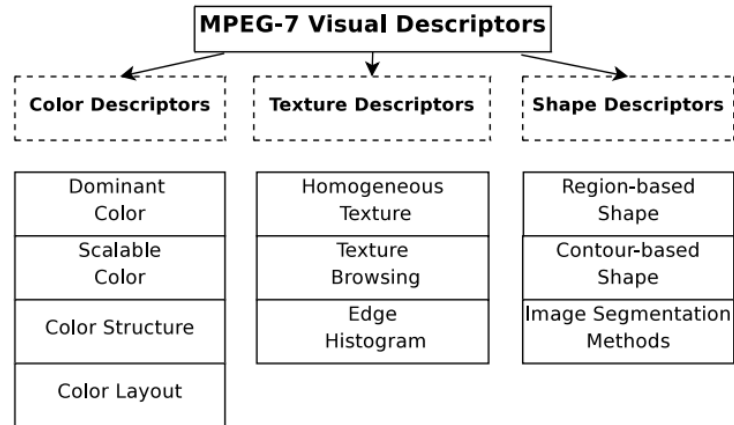 MPEG-7 Visual Descriptors
Color Descriptors
Texture Descriptors
Shape Descriptors
Dominant
Color
Scalable
Color
Color Structure
Color Layout
Homogeneous
Texture
Texture
Browsing
Edge
Histogram
Region-based
Shape
Contour-based
Shape
Image Segmentation
Methods